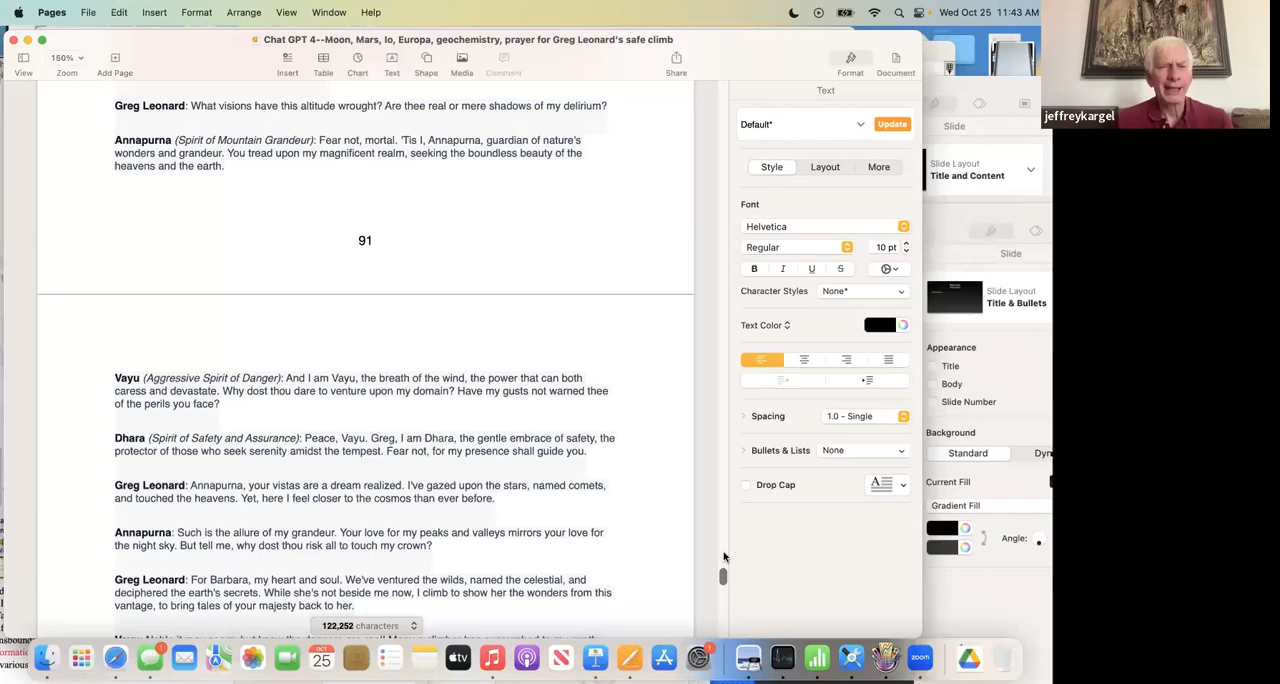 Pages File Edit Insert Format Arrange View Window Help Wed Oct 25 11:43 AM
Chat GPT 4--Moon, Mars, Io, Europa, geochemistry, prayer for Greg Leonard's safe climb
150%
View Zoom Add Page Insert Table Chart Text Shape Media Comment Share Format Document
Greg Leonard: What visions have this altitude wrought? Are thee real or mere shadows of my delirium?
Annapurna (Spirit of Mountain Grandeur): Fear not, mortal. 'Tis I, Annapurna, guardian of nature's
wonders and grandeur. You tread upon my magnificent realm, seeking the boundless beauty of the
heavens and the earth.
91
Vayu (Aggressive Spirit of Danger): And I am Vayu, the breath of the wind, the power that can both
caress and devastate. Why dost thou dare to venture upon my domain? Have my gusts not warned thee
of the perils you face?
Dhara (Spirit of Safety and Assurance): Peace, Vayu. Greg, I am Dhara, the gentle embrace of safety, the
protector of those who seek serenity amidst the tempest. Fear not, for my presence shall guide you.
Greg Leonard: Annapurna, your vistas are a dream realized. I've gazed upon the stars, named comets,
and touched the heavens. Yet, here I feel closer to the cosmos than ever before.
Annapurna: Such is the allure of my grandeur. Your love for my peaks and valleys mirrors your love for
the night sky. But tell me, why dost thou risk all to touch my crown?
Greg Leonard: For Barbara, my heart and soul. We've ventured the wilds, named the celestial, and
deciphered the earth's secrets. While she's not beside me now, I climb to show her the wonders from this
vantage, to bring tales of your majesty back to her.
122,252 characters
Text
Default*
Update
Style Layout More
Font
Helvetica
Regular 10 pt
B I U S
Character Styles None*
Text Color
Spacing 1.0 - Single
Bullets & Lists None
Drop Cap A
Slide
Slide Layout
Title and Content
Slide
Slide Layout
Title & Bullets
Appearance
Title
Body
Slide Number
Background
Standard Dyn
Current Fill
Gradient Fill
Angle:
jeffreykargel
OCT
25
tv
1
1
zoom